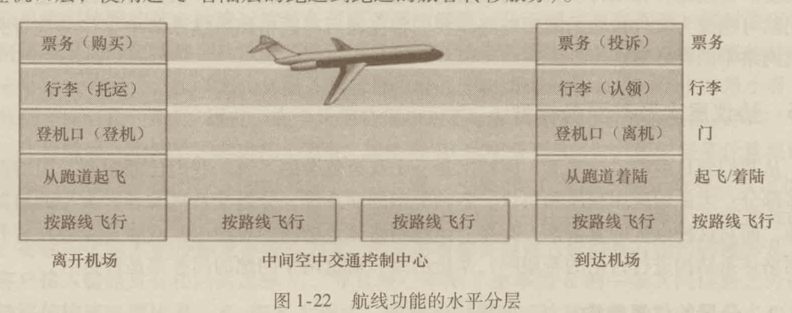 票务（购买） 票务（投诉） 票务
行李（托运） 行李（认领） 行李
登机口（登机） 登机口（离机） 门
从跑道起飞 从跑道着陆 起飞/着陆
按路线飞行 按路线飞行 按路线飞行 按路线飞行 按路线飞行
离开机场 中间空中交通控制中心 到达机场
图1-22 航线功能的水平分层